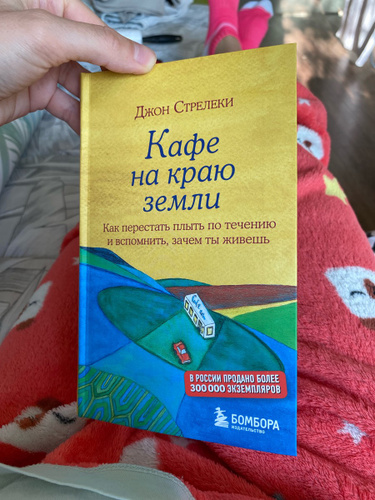 Джон Стрелеки
Кафе
на краю
земли
Как перестать плыть по течению
и вспомнить, зачем ты живешь
В РОССИИ ПРОДАНО БОЛЕЕ
300 000 ЭКЗЕМПЛЯРОВ
БОМБОРА
ИЗДАТЕЛЬСТВО